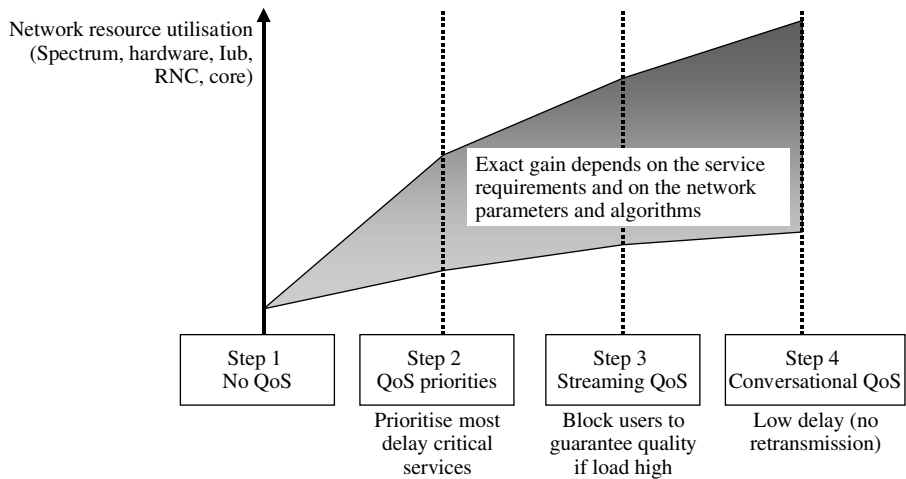 Network resource utilisation
(Spectrum, hardware, Iub,
RNC, core)
Exact gain depends on the service
requirements and on the network
parameters and algorithms
Step 1
No QoS
Step 2
QoS priorities
Step 3
Streaming QoS
Step 4
Conversational QoS
Prioritise most
delay critical
services
Block users to
guarantee quality
if load high
Low delay (no
retransmission)